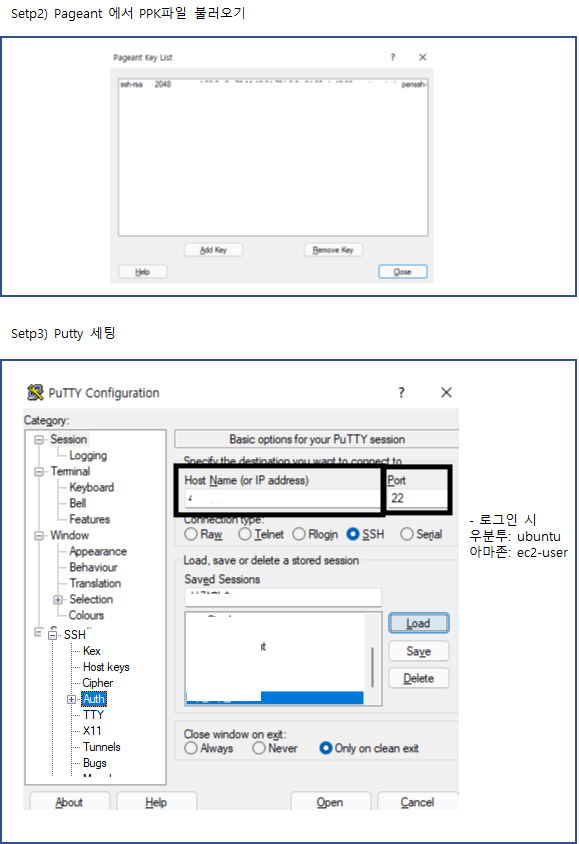 Setp2) Pageant 에서 PPK파일 불러오기
Pageant Key List
? ×
ssh-rsa 2048
Add Key Remove Key
Help Close
Setp3) Putty 세팅
PuTTY Configuration
? ×
Category:
Session
Logging
Terminal
Keyboard
Bell
Features
Window
Appearance
Behaviour
Translation
Selection
Colours
SSH
Kex
Host keys
Cipher
Auth
TTY
X11
Tunnels
Bugs
Basic options for your PuTTY session
Specify the destination you want to connect to
Host Name (or IP address) Port
22
Connection type:
Raw Telnet Rlogin SSH Serial
Load, save or delete a stored session
Saved Sessions
Load
Save
Delete
Close window on exit:
Always Never Only on clean exit
About Help Open Cancel
- 로그인 시
우분투: ubuntu
아마존: ec2-user